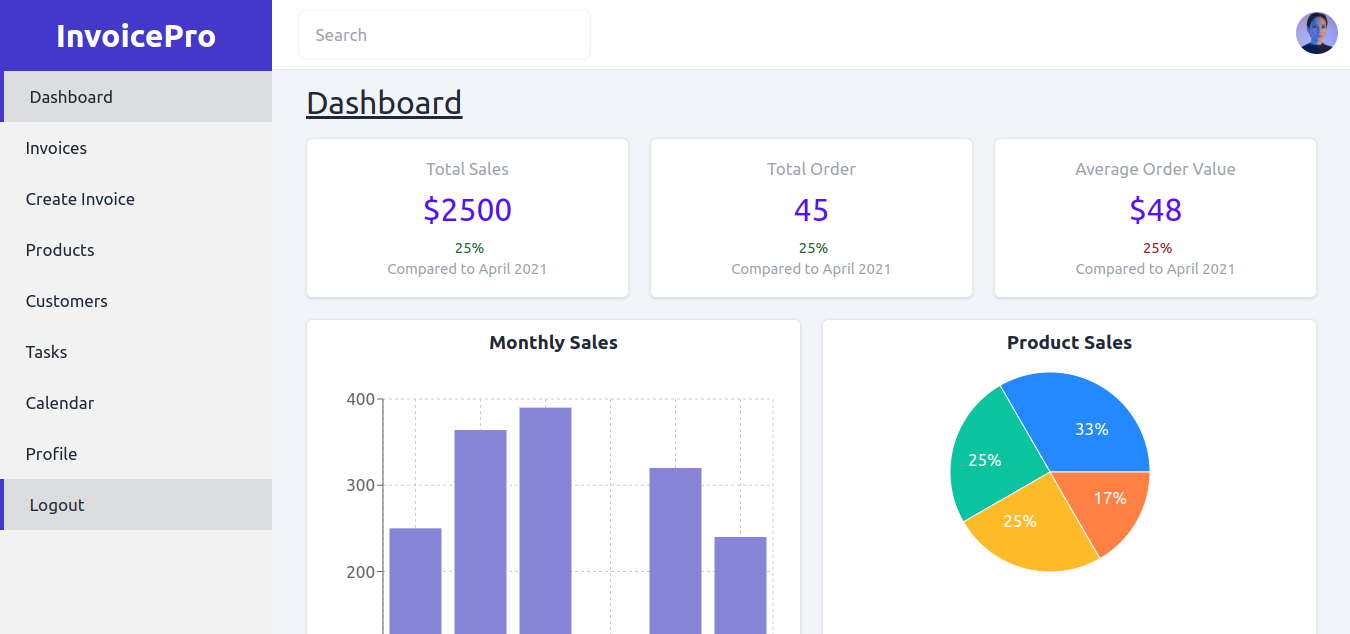 InvoicePro
Search
Dashboard
Invoices
Create Invoice
Products
Customers
Tasks
Calendar
Profile
Logout
Dashboard
Total Sales
$2500
25%
Compared to April 2021
Total Order
45
25%
Compared to April 2021
Average Order Value
$48
25%
Compared to April 2021
Monthly Sales
400
300
200
Product Sales
33%
25%
17%
25%